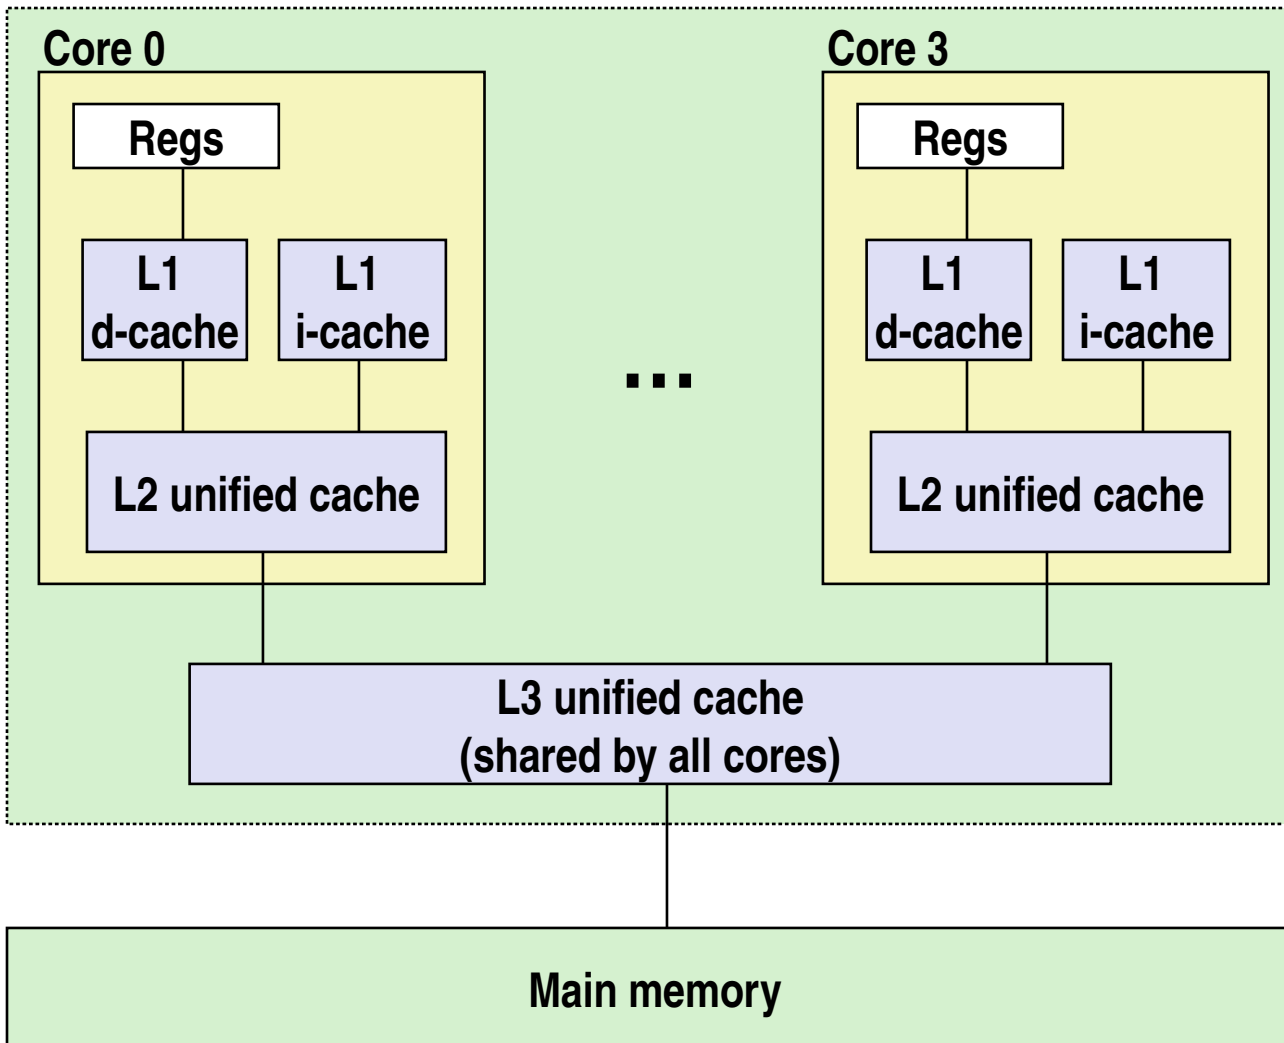 Core 0
Regs
L1
d-cache
L1
i-cache
L2 unified cache
...
Core 3
Regs
L1
d-cache
L1
i-cache
L2 unified cache
L3 unified cache
(shared by all cores)
Main memory